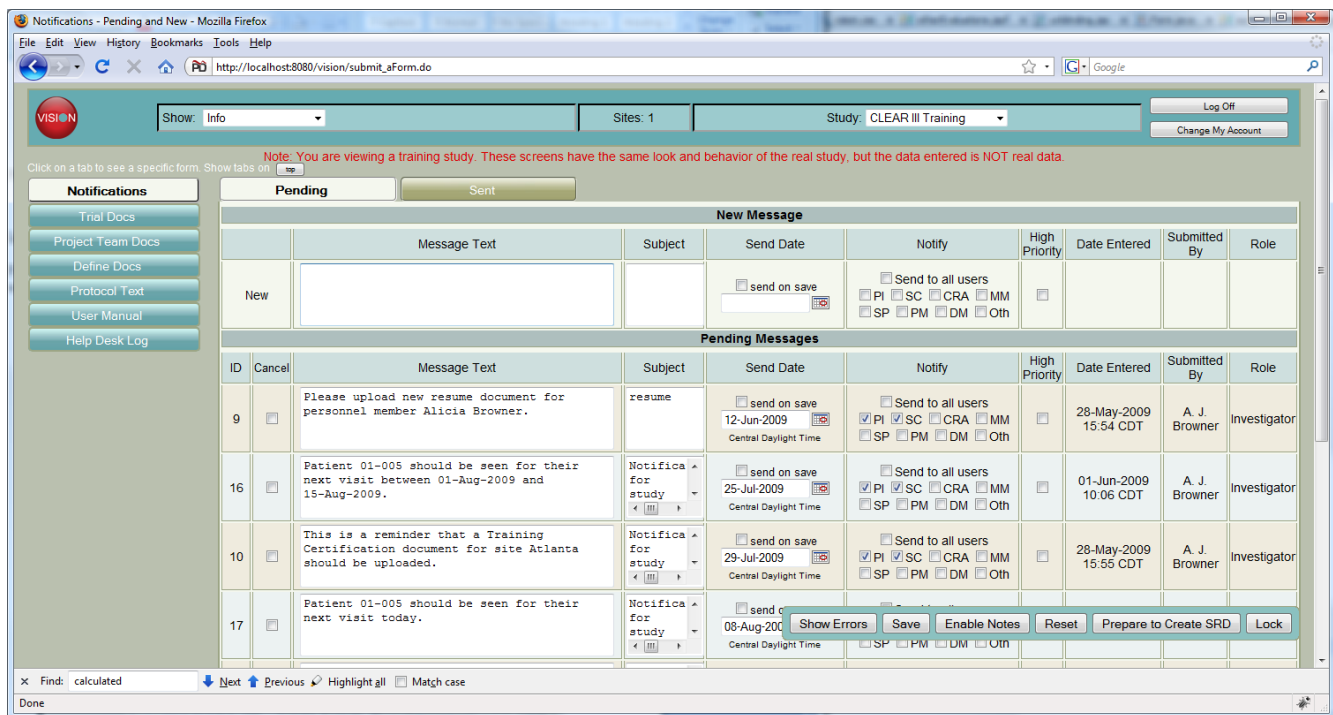 Notifications - Pending and New - Mozilla Firefox
File Edit View History Bookmarks Tools Help
http://localhost:8080/vision/submit_aForm.do
Google
VISION
Show: Info
Sites: 1
Study: CLEAR III Training
Log Off
Change My Account
Note: You are viewing a training study. These screens have the same look and behavior of the real study, but the data entered is NOT real data.
Click on a tab to see a specific form. Show tabs on top
Notifications
Trial Docs
Project Team Docs
Define Docs
Protocol Text
User Manual
Help Desk Log
Pending Sent
New Message
Message Text Subject Send Date Notify High Priority Date Entered Submitted By Role
New
send on save
Send to all users
PI SC CRA MM
SP PM DM Oth
Pending Messages
ID Cancel Message Text Subject Send Date Notify High Priority Date Entered Submitted By Role
9
Please upload new resume document for
personnel member Alicia Browner.
resume
send on save
12-Jun-2009
Central Daylight Time
Send to all users
PI SC CRA MM
SP PM DM Oth
28-May-2009
15:54 CDT
A. J.
Browner
Investigator
16
Patient 01-005 should be seen for their
next visit between 01-Aug-2009 and
15-Aug-2009.
Notifica
for
study
send on save
25-Jul-2009
Central Daylight Time
Send to all users
PI SC CRA MM
SP PM DM Oth
01-Jun-2009
10:06 CDT
A. J.
Browner
Investigator
10
This is a reminder that a Training
Certification document for site Atlanta
should be uploaded.
Notifica
for
study
send on save
29-Jul-2009
Central Daylight Time
Send to all users
PI SC CRA MM
SP PM DM Oth
28-May-2009
15:55 CDT
A. J.
Browner
Investigator
17
Patient 01-005 should be seen for their
next visit today.
Notifica
for
study
send
08-Aug-200
Central Daylight Time
SP PM DM Oth
Show Errors Save Enable Notes Reset Prepare to Create SRD Lock
Find: calculated Next Previous Highlight all Match case
Done